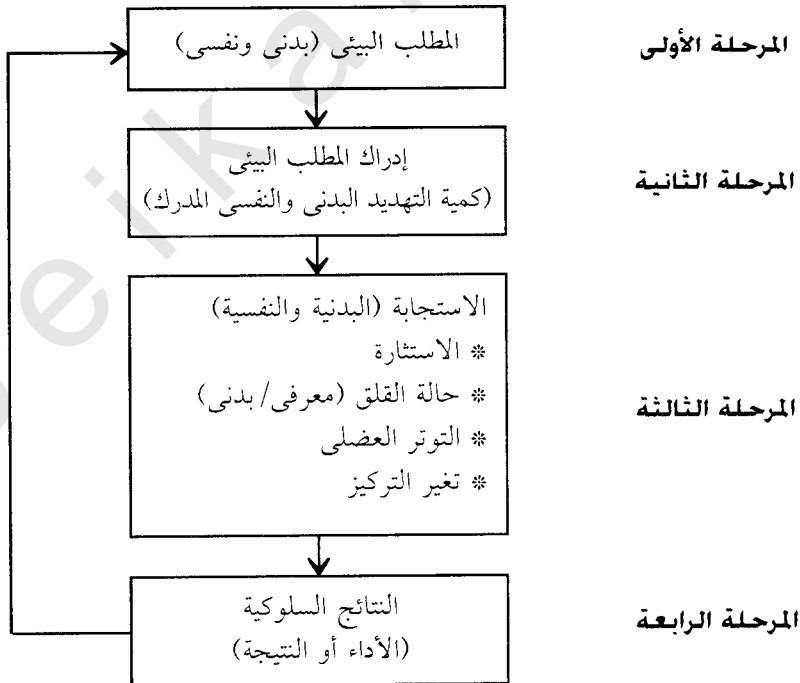 المرحلة الأولى
المطلب البيئى (بدنى ونفسى)
المرحلة الثانية
إدراك المطلب البيئى
(كمية التهديد البدنى والنفسى المدرك)
المرحلة الثالثة
الاستجابة (البدنية والنفسية)
* الاستثارة
* حالة القلق (معرفى/ بدنى)
* التوتر العضلى
* تغير التركيز
المرحلة الرابعة
النتائج السلوكية
(الأداء أو النتيجة)